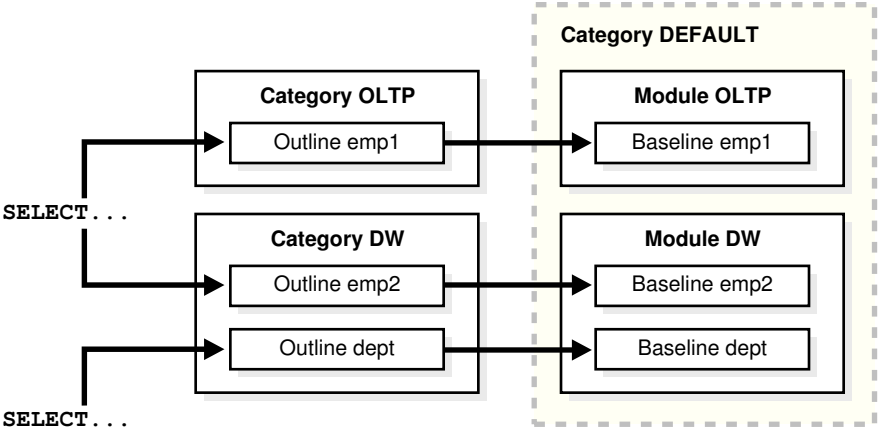 Category DEFAULT
Category OLTP
Module OLTP
Outline emp1
Baseline emp1
SELECT...
Category DW
Module DW
Outline emp2
Baseline emp2
Outline dept
Baseline dept
SELECT...